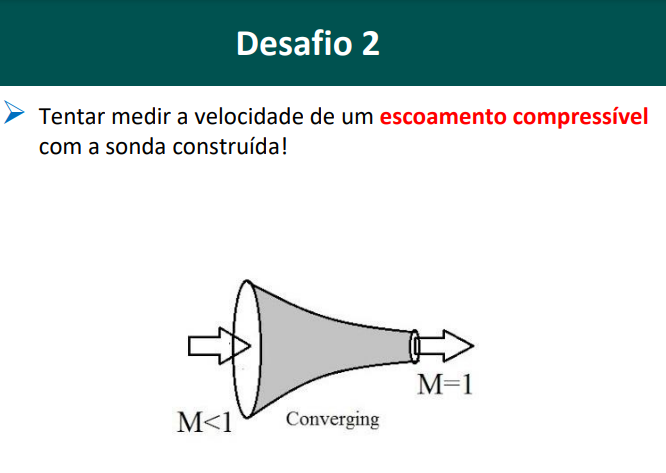 Desafio 2
Tentar medir a velocidade de um escoamento compressível
com a sonda construída!
M=1
M<1
Converging